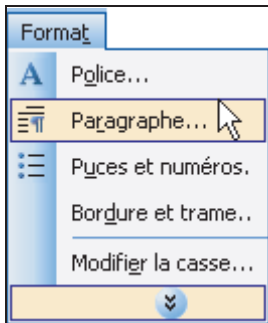 Format
Police...
Paragraphe...
Puces et numéros.
Bordure et trame..
Modifier la casse...